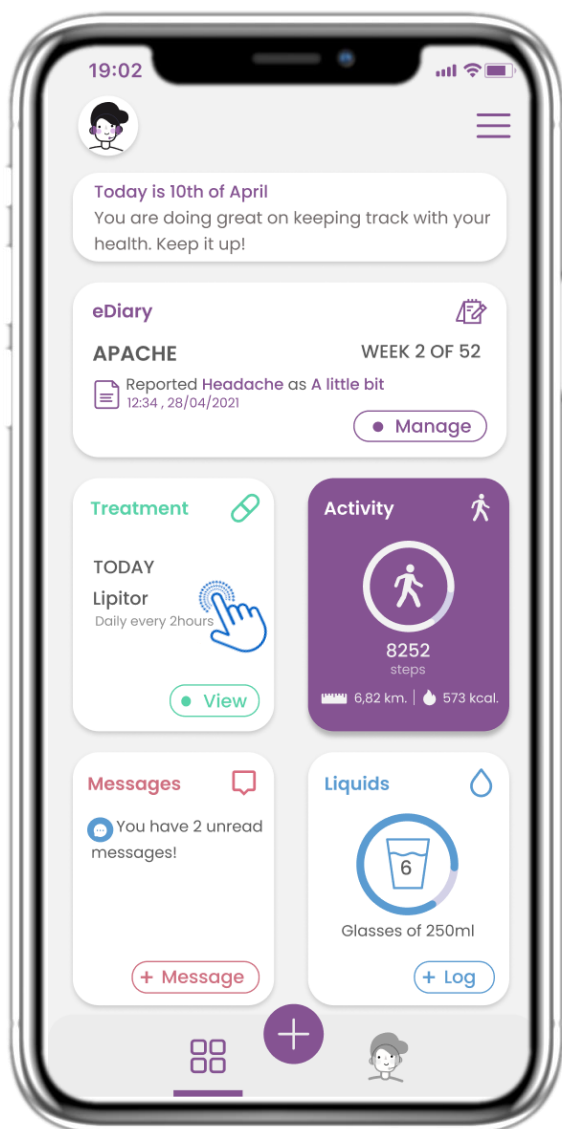 19:02
Today is 10th of April
You are doing great on keeping track with your
health. Keep it up!
eDiary
APACHE
WEEK 2 OF 52
Reported Headache as A little bit
12:34 , 28/04/2021
Manage
Treatment
TODAY
Lipitor
Daily every 2hours
View
Activity
8252
steps
6,82 km. | 573 kcal.
Messages
You have 2 unread
messages!
+ Message
Liquids
6
Glasses of 250ml
+ Log